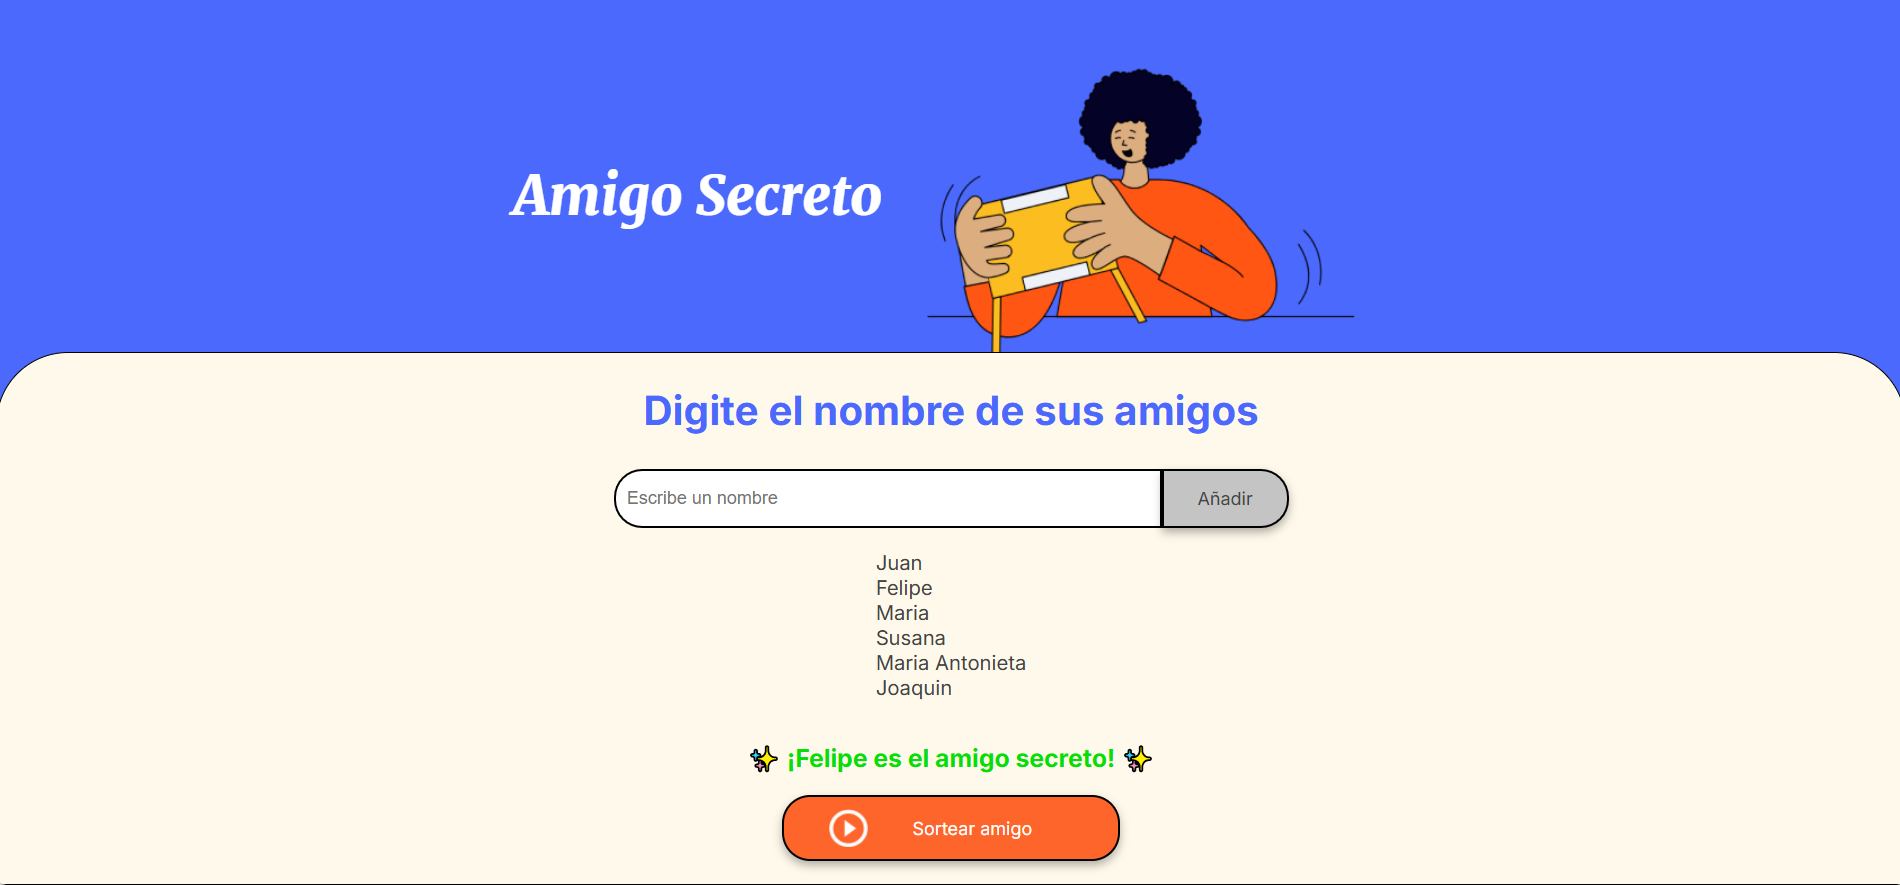 Amigo Secreto
Digite el nombre de sus amigos
Escribe un nombre
Añadir
Juan
Felipe
Maria
Susana
Maria Antonieta
Joaquin
✨ ¡Felipe es el amigo secreto! ✨
Sortear amigo